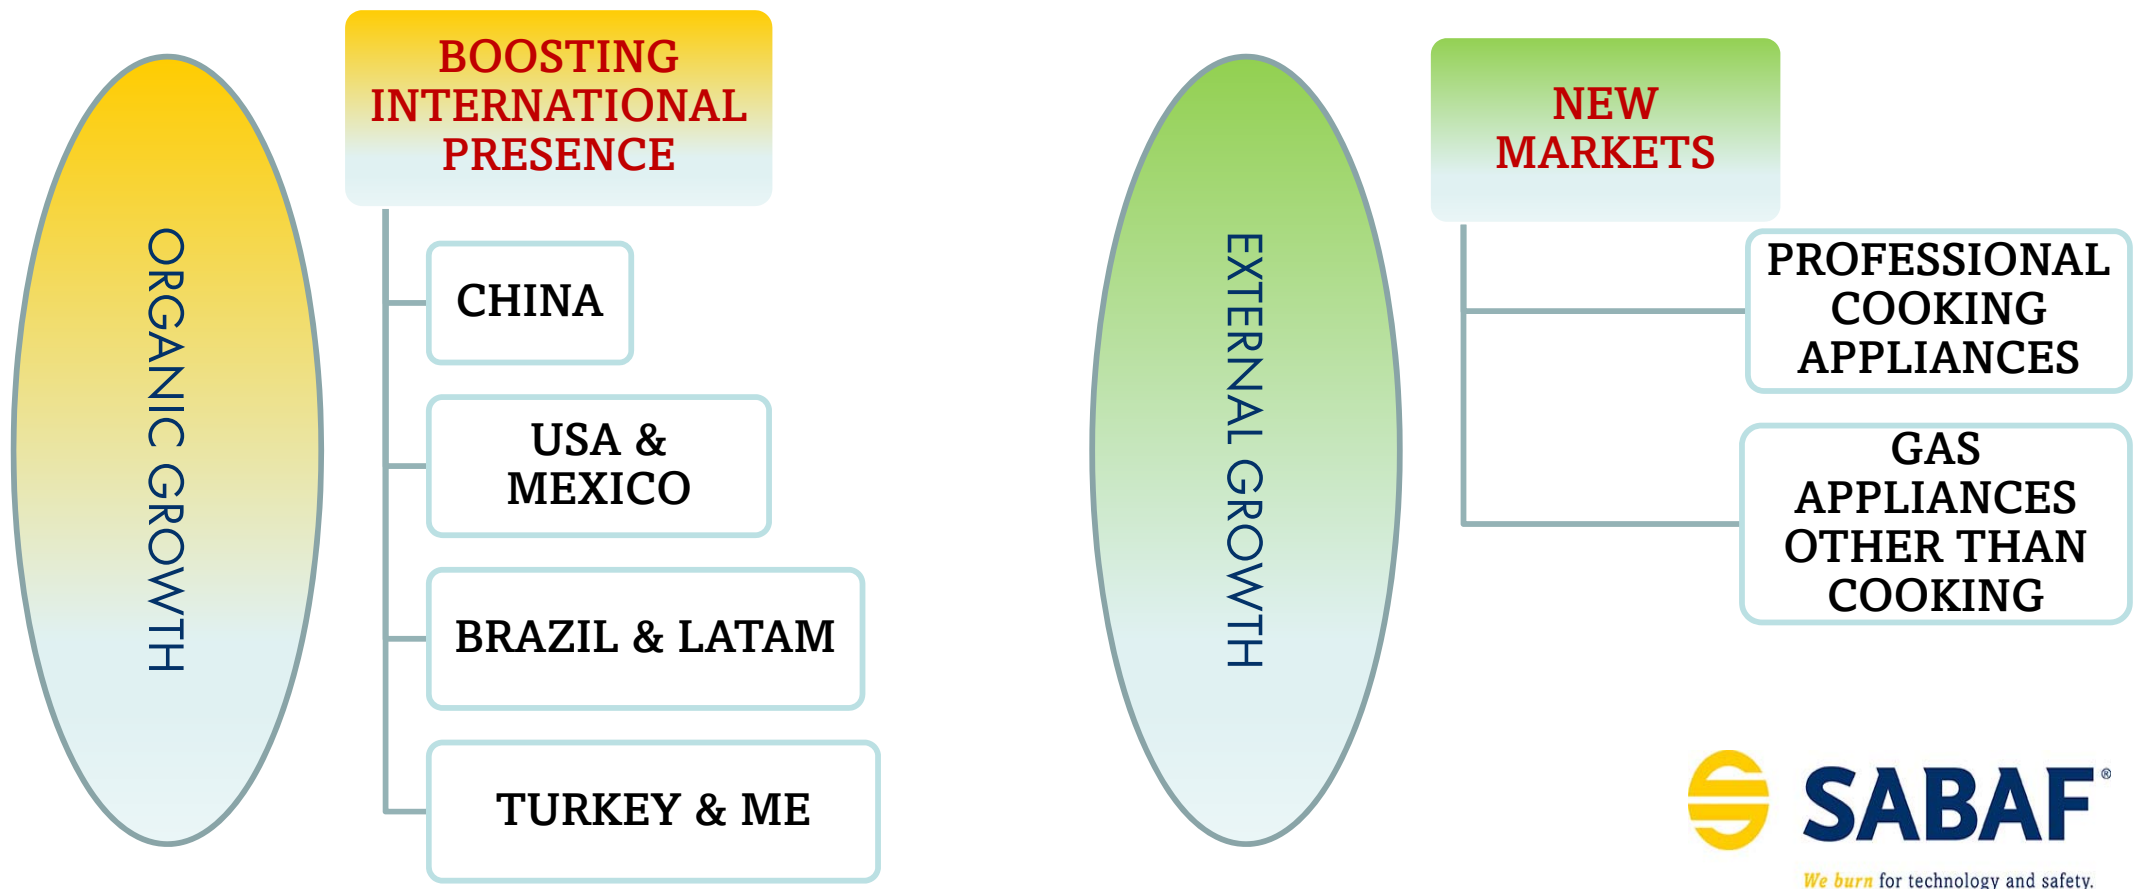 ORGANIC GROWTH
BOOSTING
INTERNATIONAL
PRESENCE
CHINA
USA &
MEXICO
BRAZIL & LATAM
TURKEY & ME
EXTERNAL GROWTH
NEW
MARKETS
PROFESSIONAL
COOKING
APPLIANCES
GAS
APPLIANCES
OTHER THAN
COOKING
SABAF®
We burn for technology and safety.